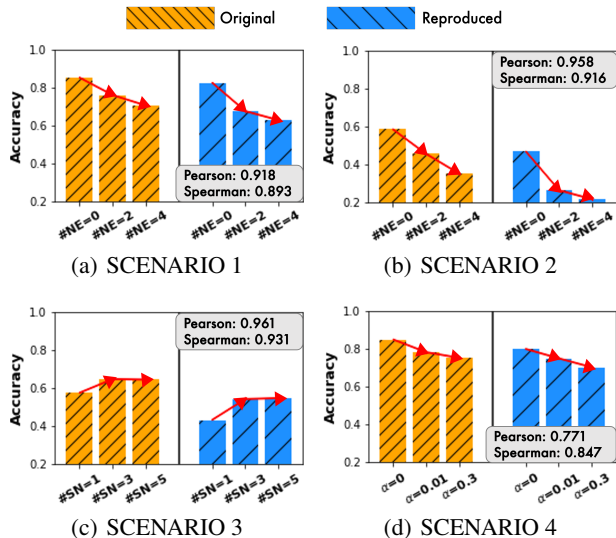 Original Reproduced
1.0 0.8 0.6 0.4 0.2
Accuracy
Pearson: 0.918
Spearman: 0.893
#NE=0 #NE=2 #NE=4 #NE=0 #NE=2 #NE=4
(a) SCENARIO 1
1.0 0.8 0.6 0.4 0.2
Accuracy
Pearson: 0.958
Spearman: 0.916
#NE=0 #NE=2 #NE=4 #NE=0 #NE=2 #NE=4
(b) SCENARIO 2
1.0 0.8 0.6 0.4 0.2
Accuracy
Pearson: 0.961
Spearman: 0.931
#SN=1 #SN=3 #SN=5 #SN=1 #SN=3 #SN=5
(c) SCENARIO 3
1.0 0.8 0.6 0.4 0.2
Accuracy
Pearson: 0.771
Spearman: 0.847
α=0 α=0.01 α=0.3 α=0 α=0.01 α=0.3
(d) SCENARIO 4